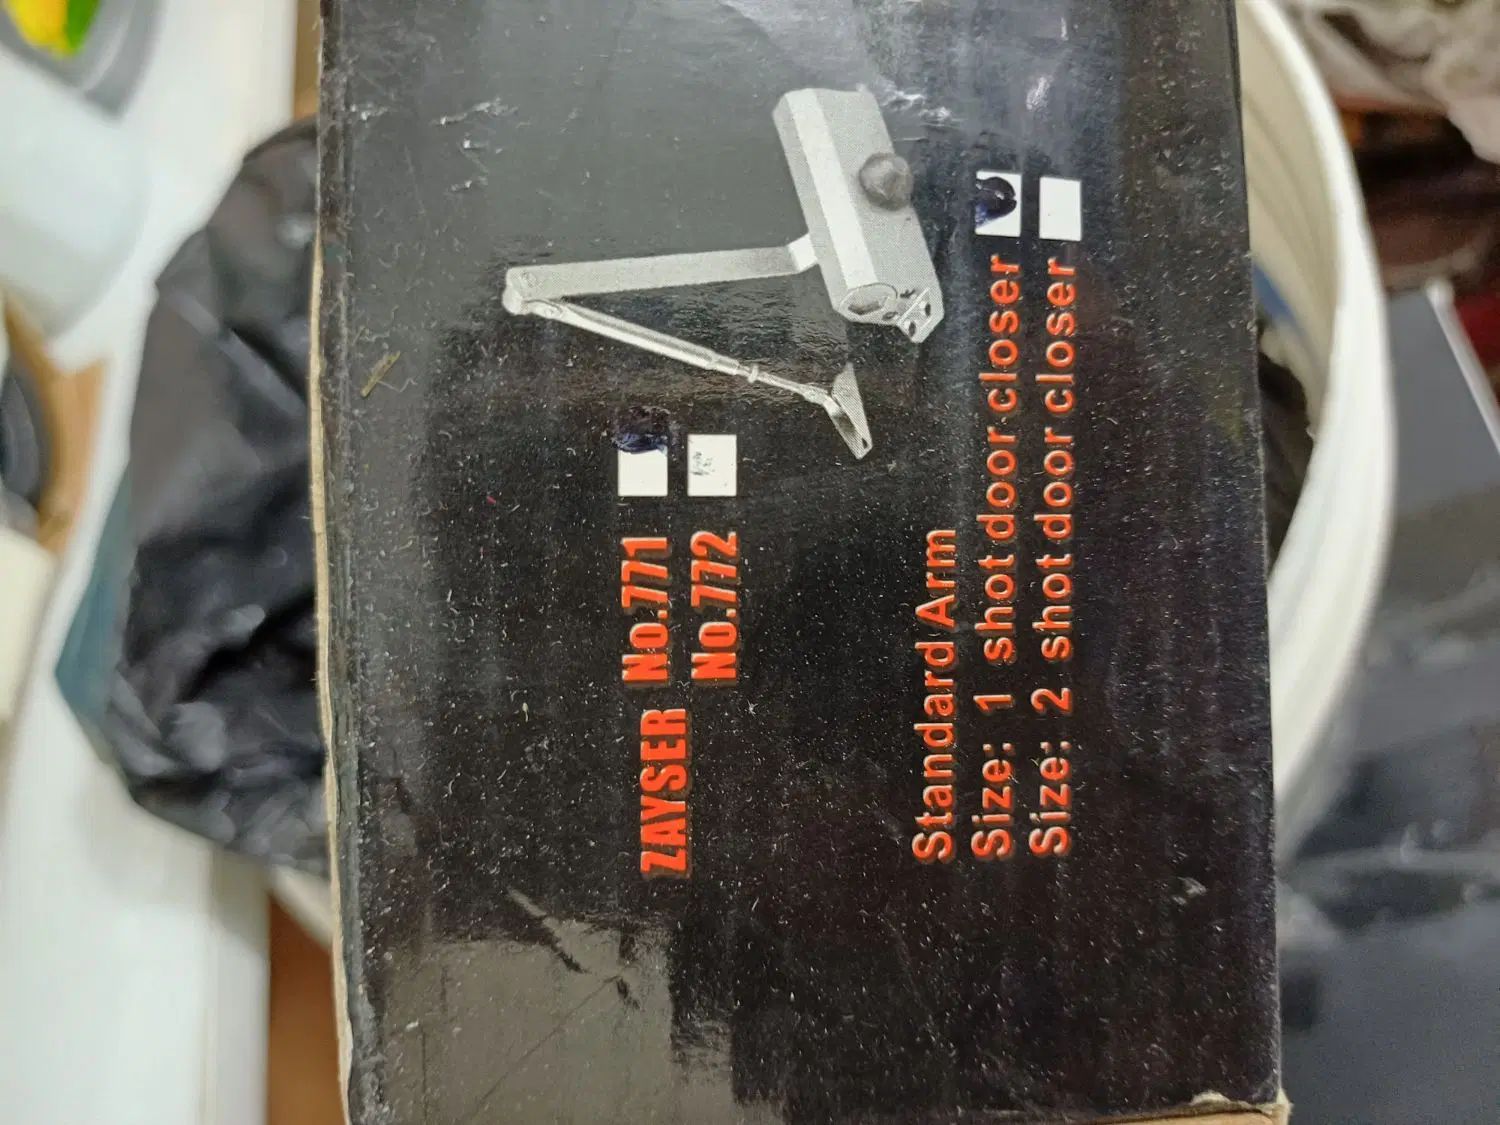 ZAYSER No.771
No.772
Standard Arm
Size: 1 shot door closer
Size: 2 shot door closer